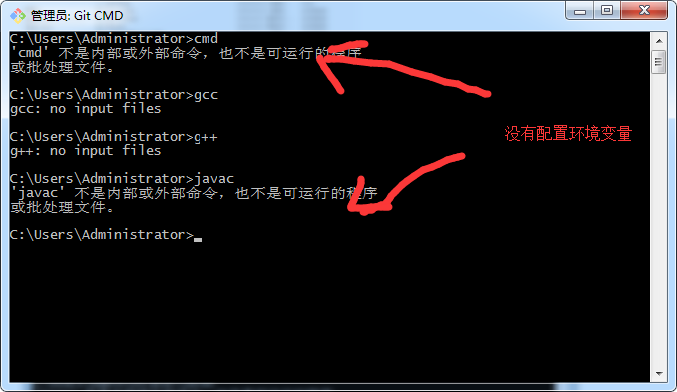 管理员: Git CMD
C:\Users\Administrator>cmd
'cmd' 不是内部或外部命令，也不是可运行的程序
或批处理文件。
C:\Users\Administrator>gcc
gcc: no input files
C:\Users\Administrator>g++
g++: no input files
没有配置环境变量
C:\Users\Administrator>javac
'javac' 不是内部或外部命令，也不是可运行的程序
或批处理文件。
C:\Users\Administrator>